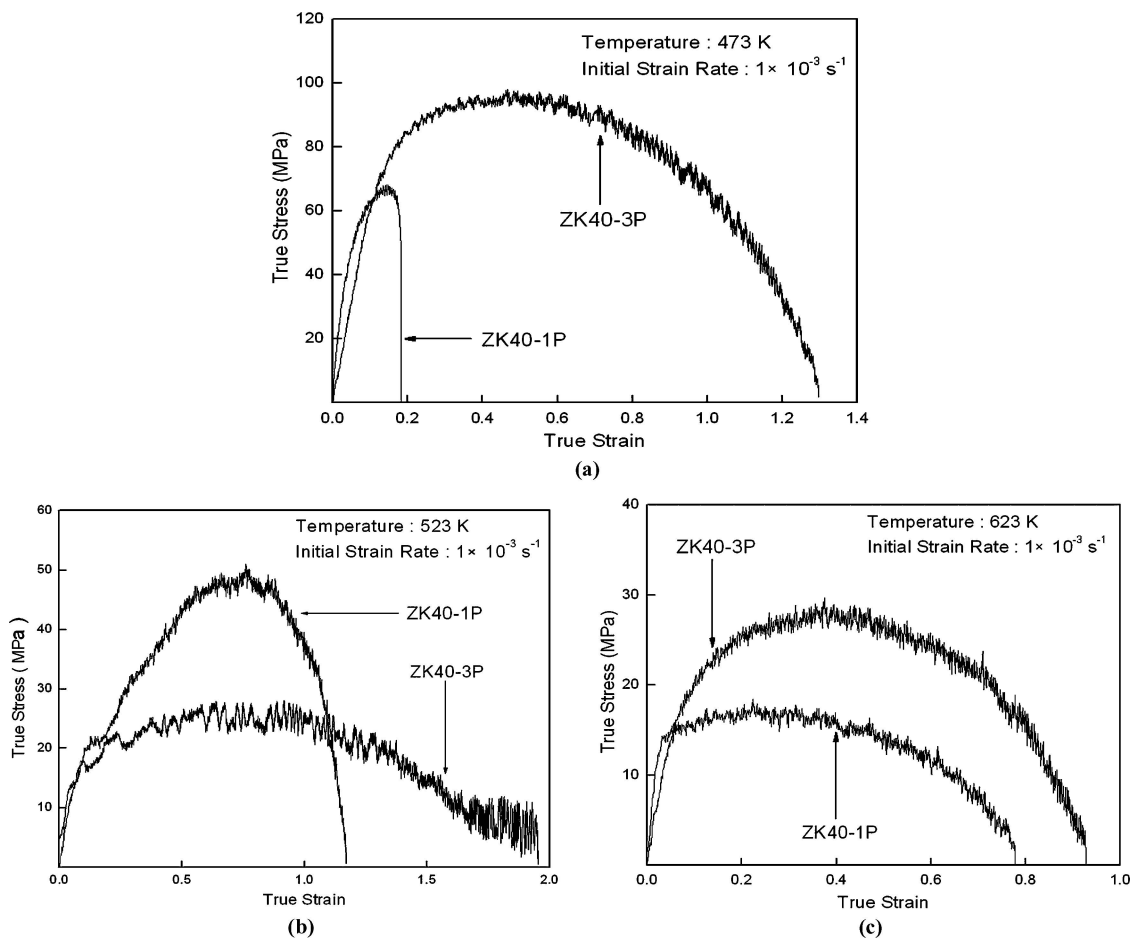 120
100
80
60
40
20
True Stress (MPa)
Temperature : 473 K
Initial Strain Rate : 1× 10⁻³ s⁻¹
ZK40-3P
ZK40-1P
0.0 0.2 0.4 0.6 0.8 1.0 1.2 1.4
True Strain
(a)
60
50
40
30
20
10
True Stress ( MPa )
Temperature : 523 K
Initial Strain Rate : 1× 10⁻³ s⁻¹
ZK40-1P
ZK40-3P
0.0 0.5 1.0 1.5 2.0
True Strain
(b)
40
30
20
10
True Stress (MPa)
Temperature : 623 K
Initial Strain Rate : 1× 10⁻³ s⁻¹
ZK40-3P
ZK40-1P
0.0 0.2 0.4 0.6 0.8 1.0
True Strain
(c)